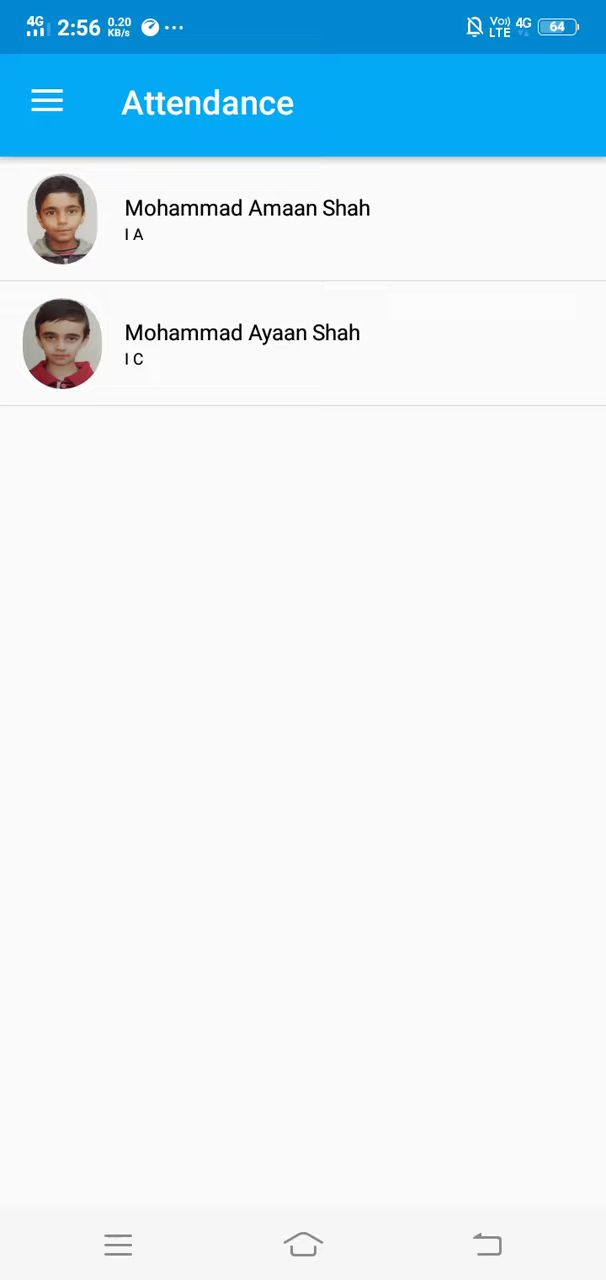 4G 2:56 0.20 KB/s ... Vo)) LTE 4G 64
Attendance
Mohammad Amaan Shah
I A
Mohammad Ayaan Shah
I C